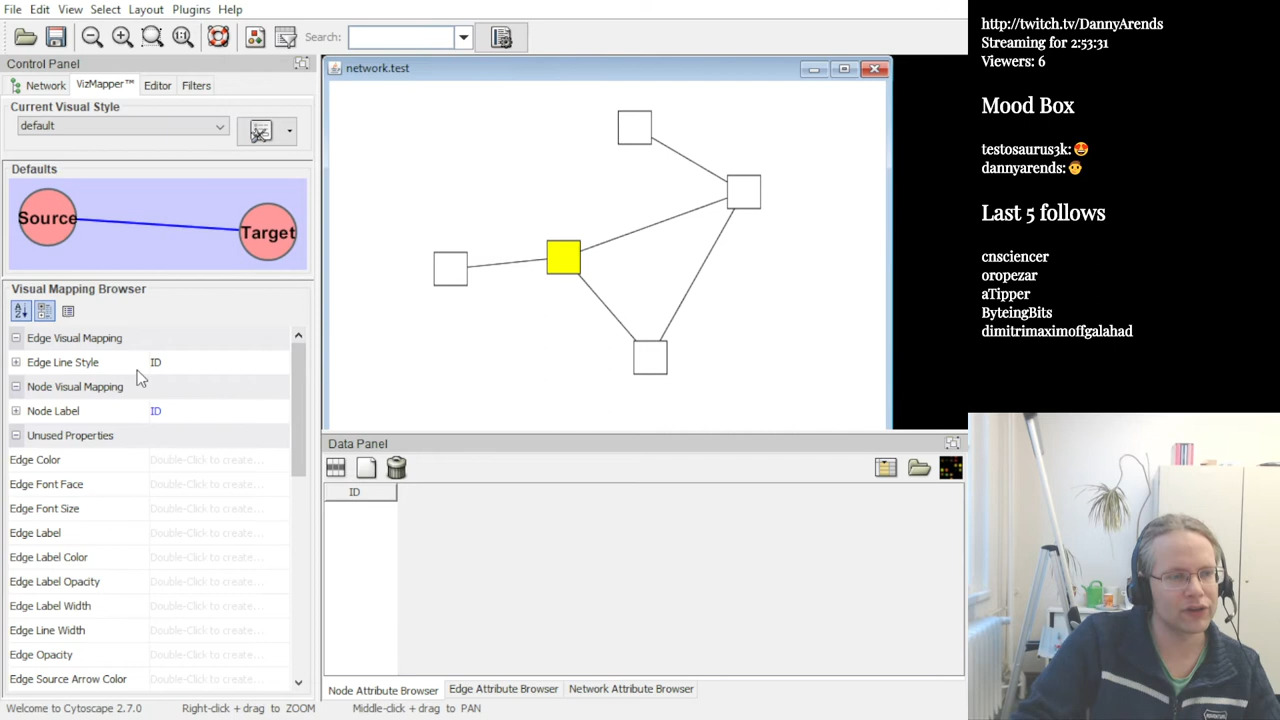 File Edit View Select Layout Plugins Help
Search:
Control Panel
Network VizMapper™ Editor Filters
Current Visual Style
default
Defaults
Source
Target
Visual Mapping Browser
Edge Visual Mapping
Edge Line Style ID
Node Visual Mapping
Node Label ID
Unused Properties
Edge Color Double-Click to create...
Edge Font Face Double-Click to create...
Edge Font Size Double-Click to create...
Edge Label Double-Click to create...
Edge Label Color Double-Click to create...
Edge Label Opacity Double-Click to create...
Edge Label Width Double-Click to create...
Edge Line Width Double-Click to create...
Edge Opacity Double-Click to create...
Edge Source Arrow Color Double-Click to create...
Welcome to Cytoscape 2.7.0 Right-click + drag to ZOOM Middle-click + drag to PAN
network.test
Data Panel
ID
Node Attribute Browser Edge Attribute Browser Network Attribute Browser
http://twitch.tv/DannyArends
Streaming for 2:53:31
Viewers: 6
Mood Box
testosaurus3k: 😍
dannyarends: 👨
Last 5 follows
cnsciencer
oropezar
aTipper
ByteingBits
dimitrimaximoffgalahad